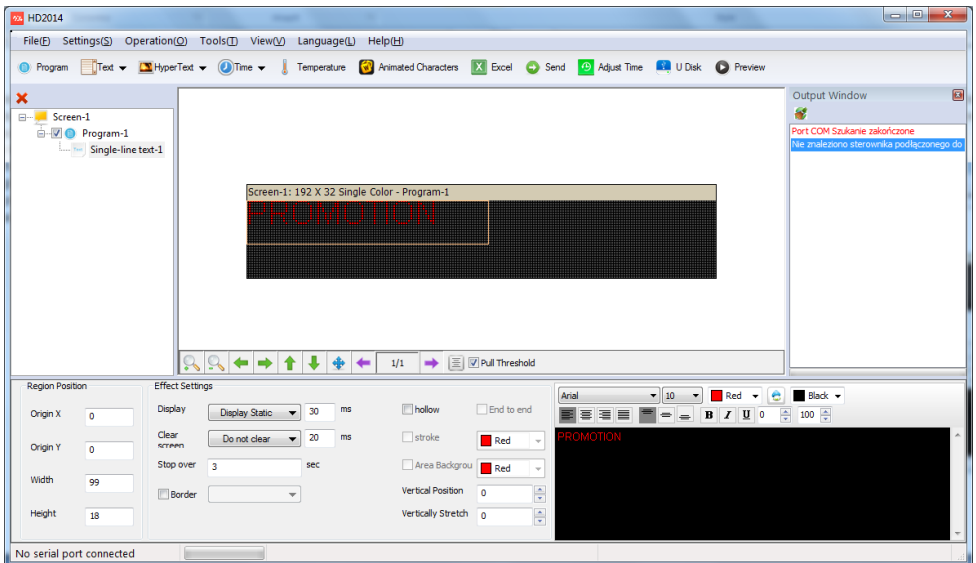 HD2014
File(F) Settings(S) Operation(O) Tools(T) View(V) Language(L) Help(H)
Program Text HyperText Time Temperature Animated Characters X Excel Send Adjust Time U Disk Preview
Screen-1
Program-1
Single-line text-1
Screen-1: 192 X 32 Single Color - Program-1
PROMOTION
Output Window
Port COM Szukanie zakończone
Nie znaleziono sterownika podłączonego do
1/1 Pull Threshold
Region Position
Origin X 0
Origin Y 0
Width 99
Height 18
Effect Settings
Display Display Static 30 ms
Clear screen Do not clear 20 ms
Stop over 3 sec
Border
hollow End to end
stroke Red
Area Backgrou Red
Vertical Position 0
Vertically Stretch 0
Arial 10 Red Black
B I U 0 100
PROMOTION
No serial port connected